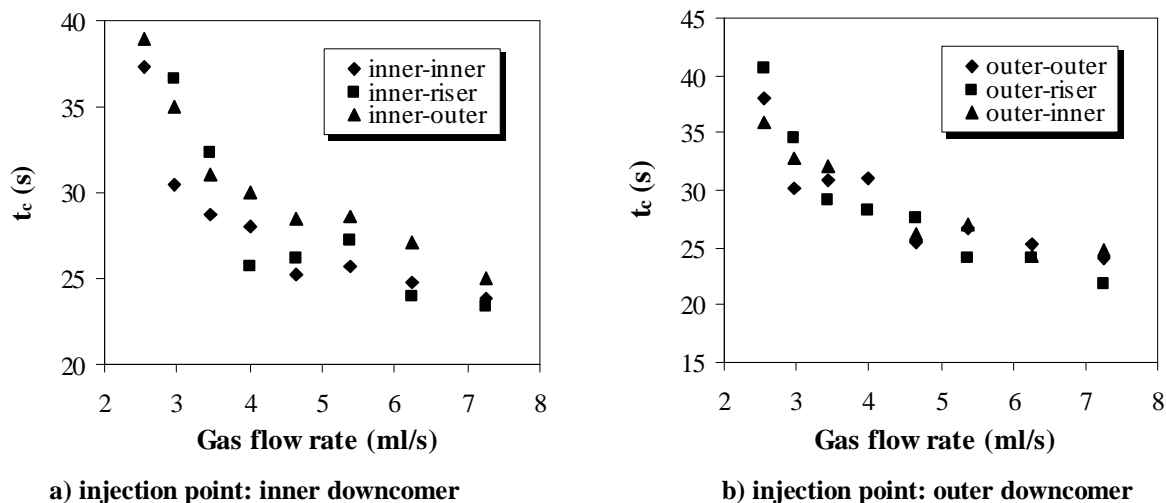 40
35
30
25
20
t_c (s)
inner-inner
inner-riser
inner-outer
2 3 4 5 6 7 8
Gas flow rate (ml/s)
a) injection point: inner downcomer
45
40
35
30
25
20
15
t_c (s)
outer-outer
outer-riser
outer-inner
2 3 4 5 6 7 8
Gas flow rate (ml/s)
b) injection point: outer downcomer